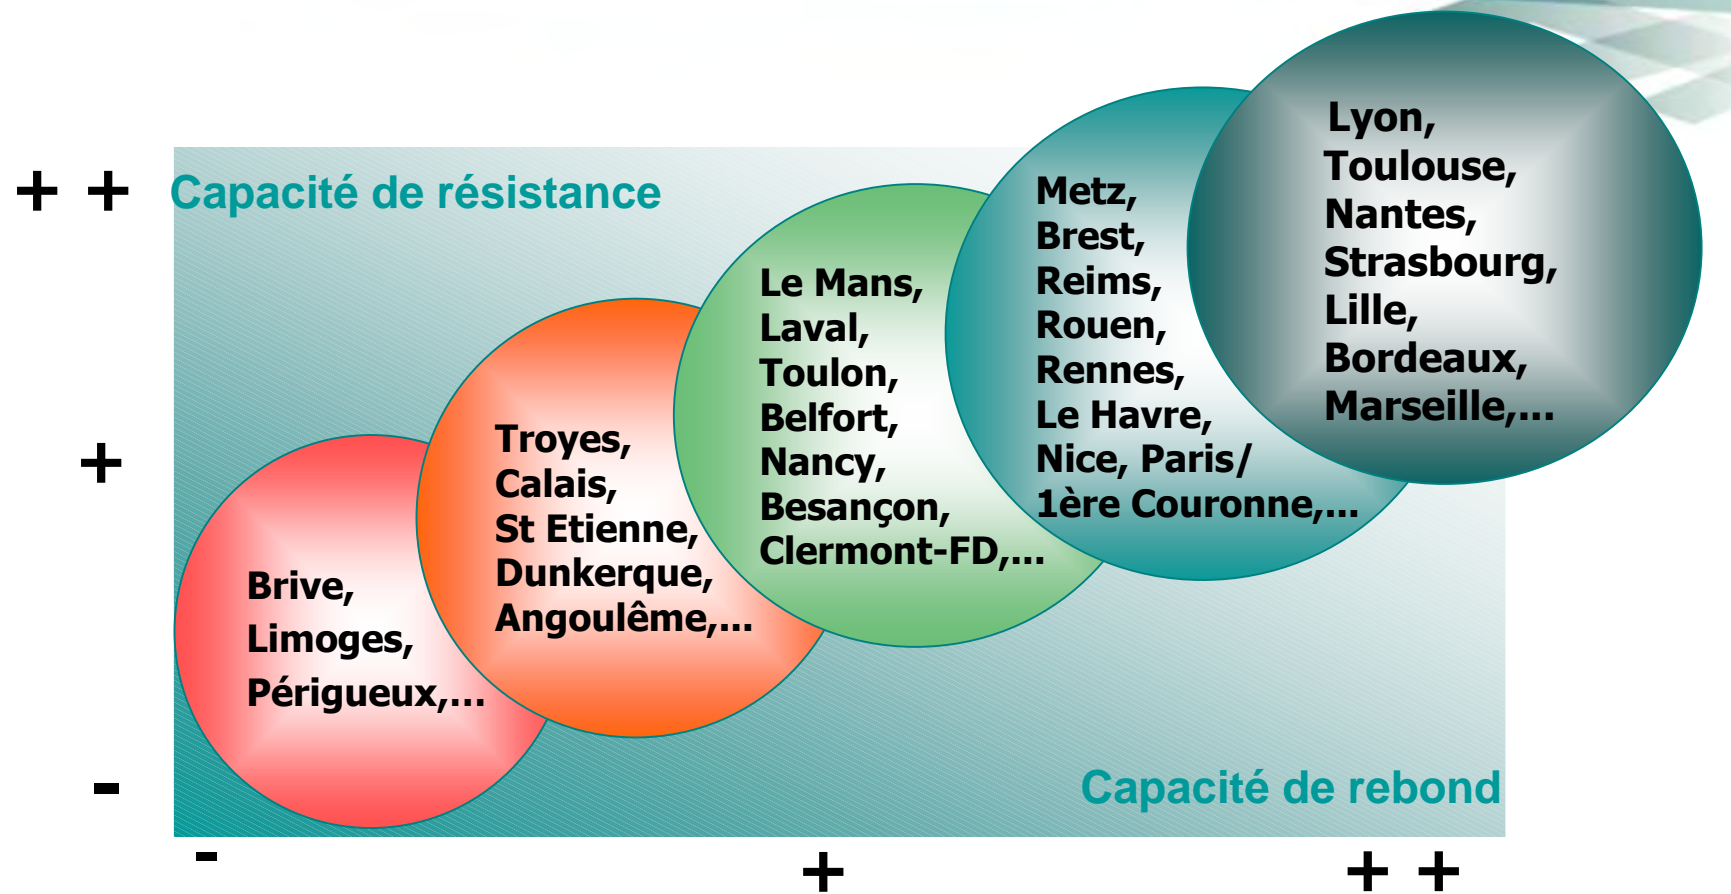 + +
Capacité de résistance
+
-
Brive,
Limoges,
Périgueux,...
Troyes,
Calais,
St Etienne,
Dunkerque,
Angoulême,...
Le Mans,
Laval,
Toulon,
Belfort,
Nancy,
Besançon,
Clermont-FD,...
Metz,
Brest,
Reims,
Rouen,
Rennes,
Le Havre,
Nice, Paris/
1ère Couronne,...
Lyon,
Toulouse,
Nantes,
Strasbourg,
Lille,
Bordeaux,
Marseille,...
Capacité de rebond
-
+
+ +